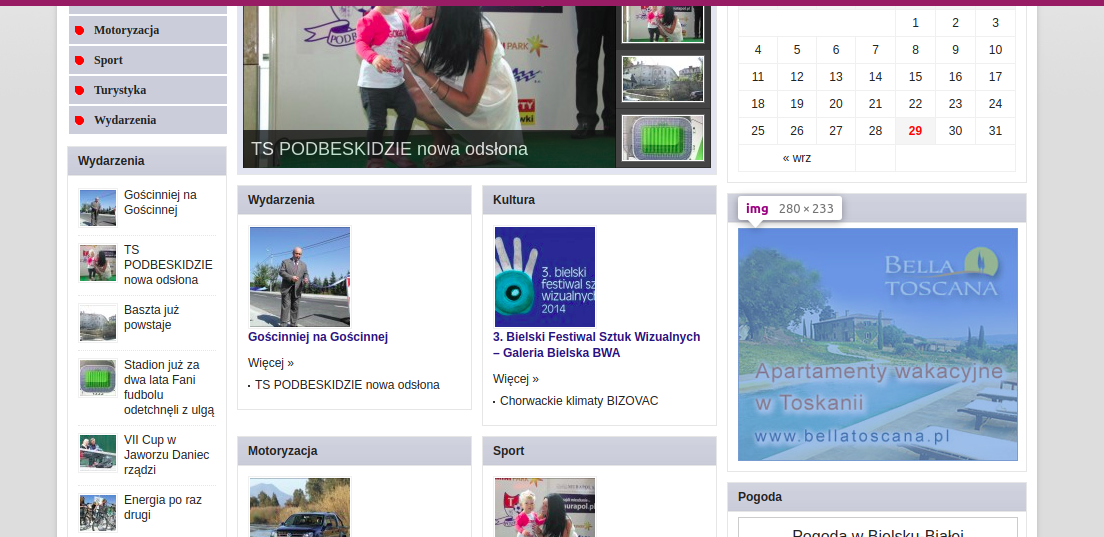 Motoryzacja
Sport
Turystyka
Wydarzenia
Wydarzenia
Gościnniej na
Gościnnej
TS
PODBESKIDZIE
nowa odsłona
Baszta już
powstaje
Stadion już za
dwa lata Fani
fudbolu
odetchnęli z ulgą
VII Cup w
Jaworzu Daniec
rządzi
Energia po raz
drugi
PARK
TS PODBESKIDZIE nowa odsłona
Wydarzenia
Gościnniej na Gościnnej
Więcej »
TS PODBESKIDZIE nowa odsłona
Kultura
3. bielski
festiwal sz
wizualnych
2014
3. Bielski Festiwal Sztuk Wizualnych
– Galeria Bielska BWA
Więcej »
Chorwackie klimaty BIZOVAC
Motoryzacja
Sport
1 2 3
4 5 6 7 8 9 10
11 12 13 14 15 16 17
18 19 20 21 22 23 24
25 26 27 28 29 30 31
« wrz
img 280 × 233
BELLA
TOSCANA
Apartamenty wakacyjne
w Toskanii
www.bellatoscana.pl
Pogoda
Pogoda w Bielsku-Białej